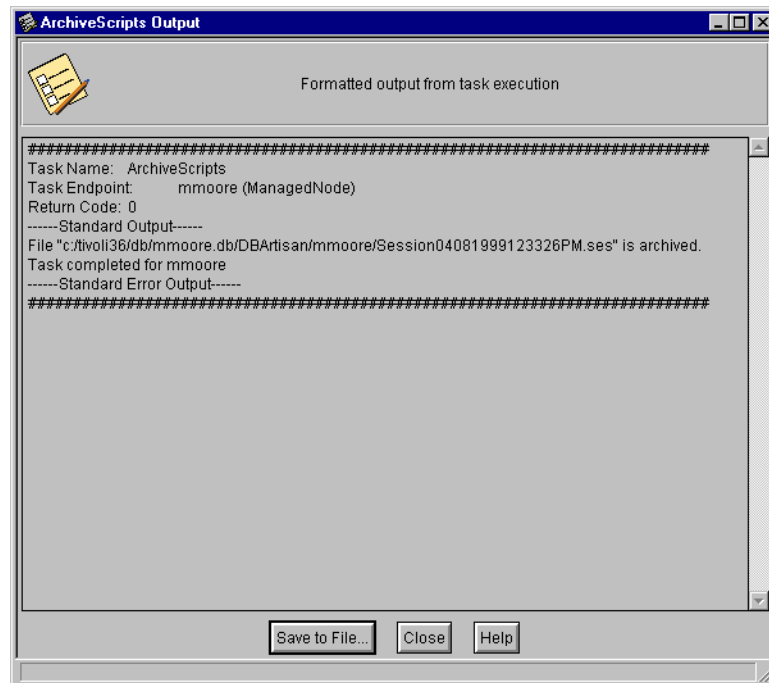 ArchiveScripts Output
Formatted output from task execution
############################################################################
Task Name: ArchiveScripts
Task Endpoint: mmoore (ManagedNode)
Return Code: 0
------Standard Output------
File "c:/tivoli36/db/mmoore.db/DBArtisan/mmoore/Session04081999123326PM.ses" is archived.
Task completed for mmoore
------Standard Error Output------
############################################################################
Save to File... Close Help